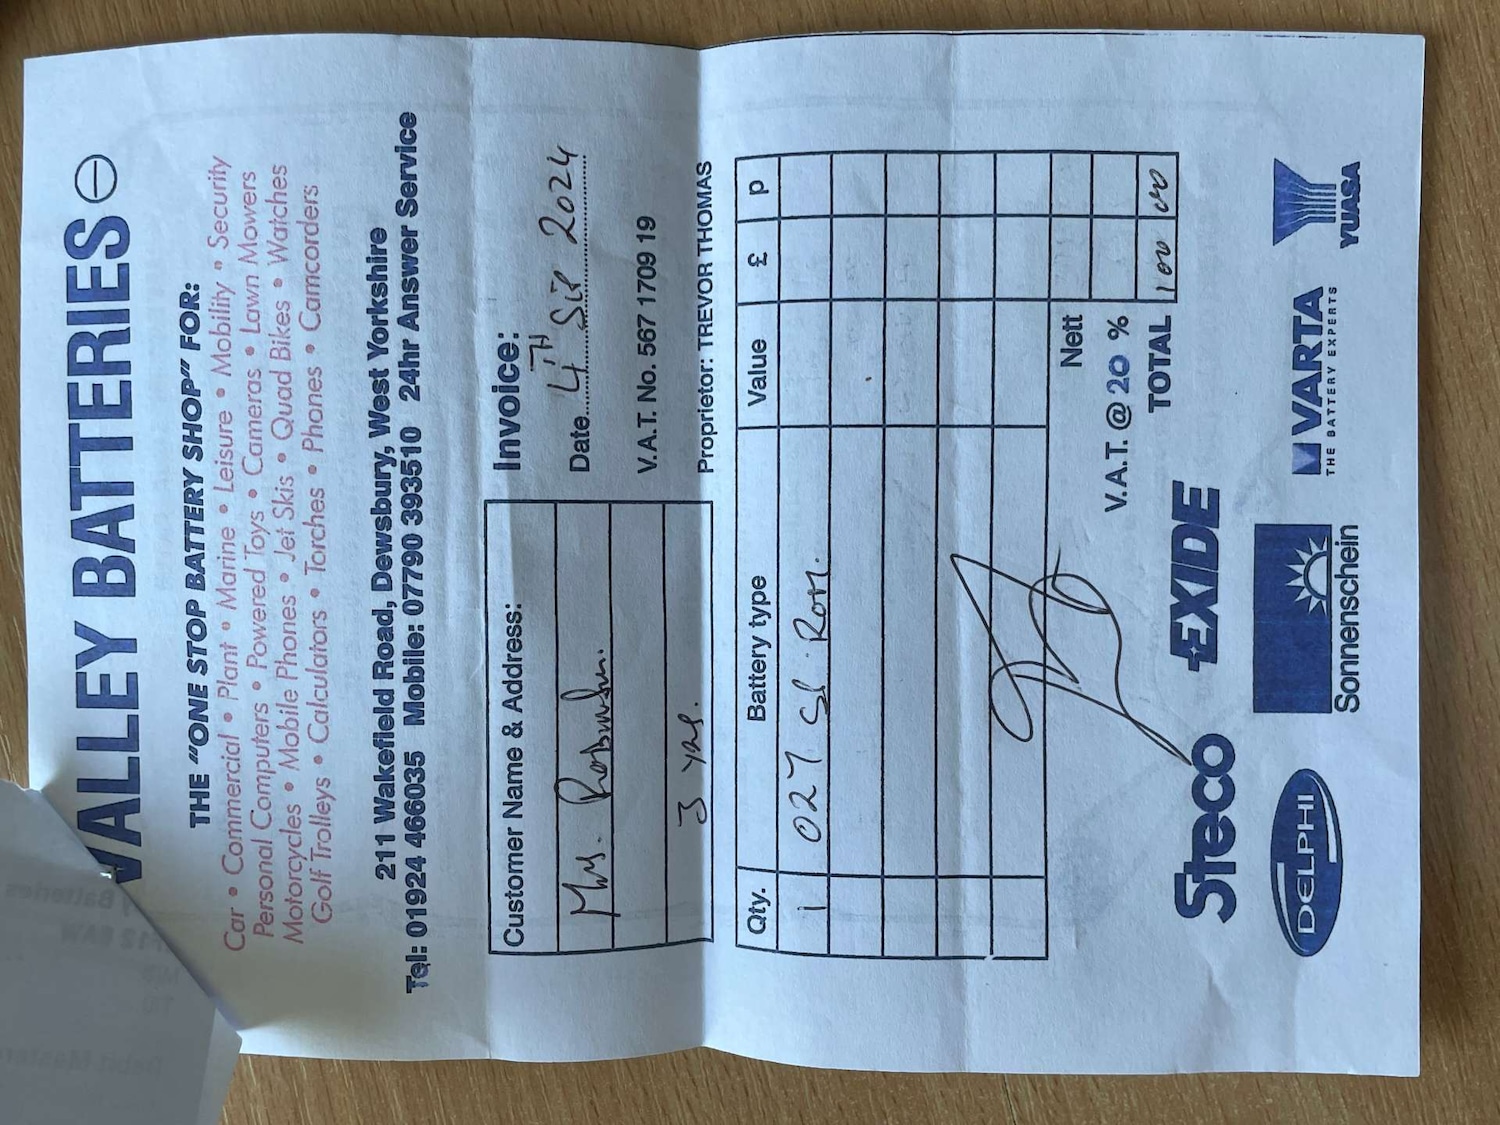 VALLEY BATTERIES
THE "ONE STOP BATTERY SHOP" FOR:
Car • Commercial • Plant • Marine • Leisure • Mobility • Security
Personal Computers • Powered Toys • Cameras • Lawn Mowers
Motorcycles • Mobile Phones • Jet Skis • Quad Bikes • Watches
Golf Trolleys • Calculators • Torches • Phones • Camcorders
211 Wakefield Road, Dewsbury, West Yorkshire
Tel: 01924 466035 Mobile: 07790 393510 24hr Answer Service
Customer Name & Address:
Mrs.
3 yrs.
Invoice:
Date 4TH Sep 2024
V.A.T. No. 567 1709 19
Proprietor: TREVOR THOMAS
Qty. Battery type Value £ p
1 027
Nett
V.A.T. @ 20 %
TOTAL 100 00
Steco EXIDE
DELPHI Sonnenschein VARTA YUASA
THE BATTERY EXPERTS